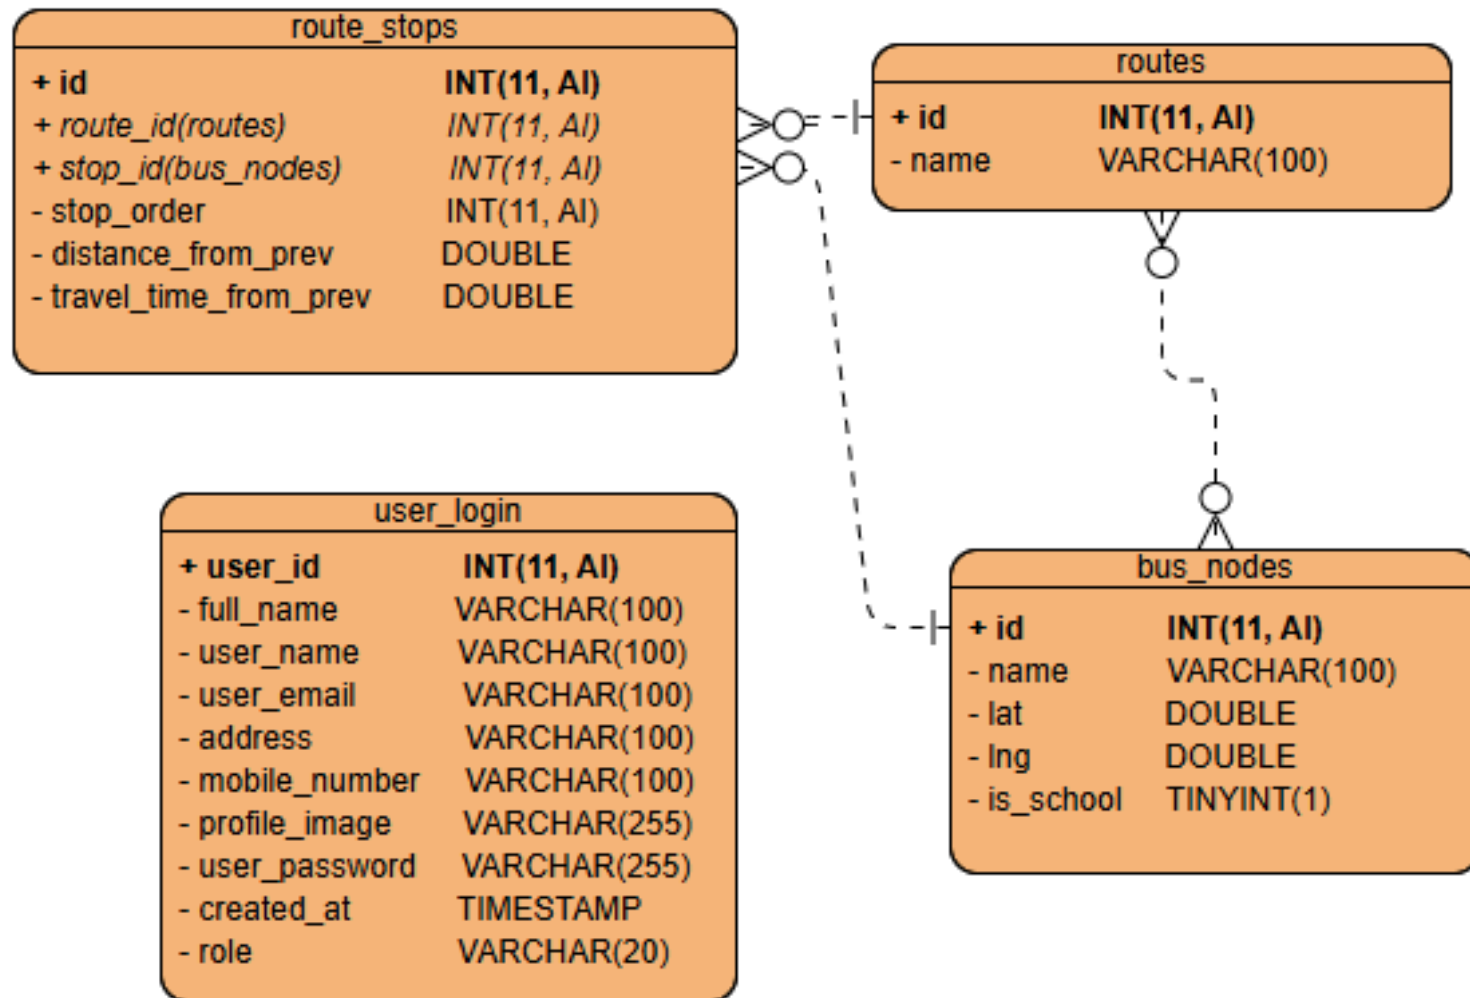 route_stops
+ id INT(11, AI)
+ route_id(routes) INT(11, AI)
+ stop_id(bus_nodes) INT(11, AI)
- stop_order INT(11, AI)
- distance_from_prev DOUBLE
- travel_time_from_prev DOUBLE
routes
+ id INT(11, AI)
- name VARCHAR(100)
user_login
+ user_id INT(11, AI)
- full_name VARCHAR(100)
- user_name VARCHAR(100)
- user_email VARCHAR(100)
- address VARCHAR(100)
- mobile_number VARCHAR(100)
- profile_image VARCHAR(255)
- user_password VARCHAR(255)
- created_at TIMESTAMP
- role VARCHAR(20)
bus_nodes
+ id INT(11, AI)
- name VARCHAR(100)
- lat DOUBLE
- lng DOUBLE
- is_school TINYINT(1)